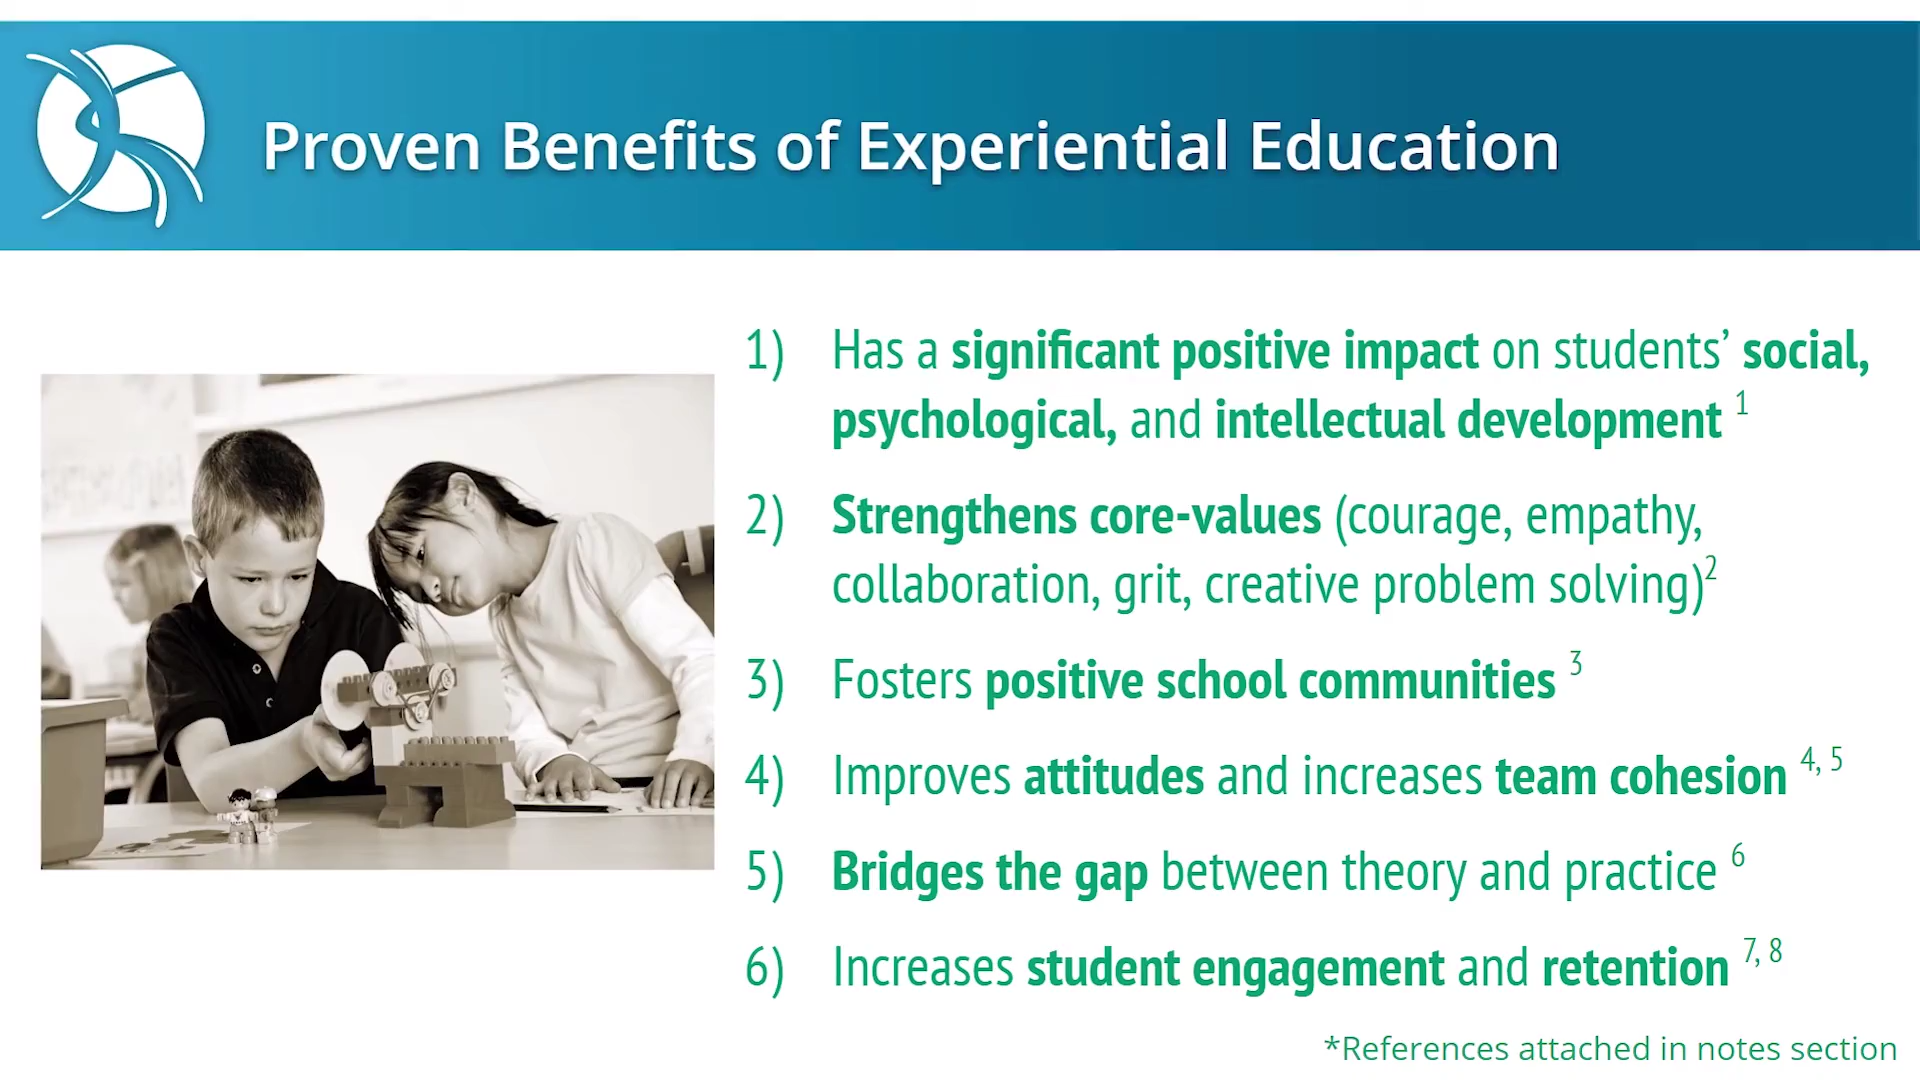 Proven Benefits of Experiential Education
1) Has a significant positive impact on students’ social,
psychological, and intellectual development 1
2) Strengthens core-values (courage, empathy,
collaboration, grit, creative problem solving)2
3) Fosters positive school communities 3
4) Improves attitudes and increases team cohesion 4, 5
5) Bridges the gap between theory and practice 6
6) Increases student engagement and retention 7, 8
*References attached in notes section